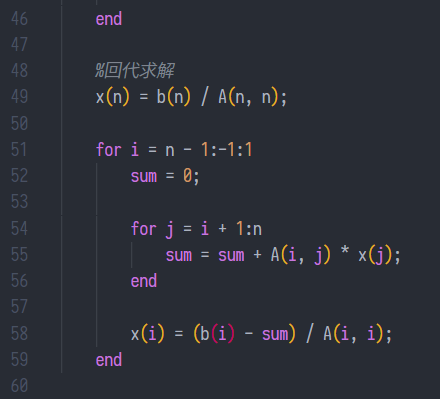 46 end
47
48 %回代求解
49 x(n) = b(n) / A(n, n);
50
51 for i = n - 1:-1:1
52 sum = 0;
53
54 for j = i + 1:n
55 sum = sum + A(i, j) * x(j);
56 end
57
58 x(i) = (b(i) - sum) / A(i, i);
59 end
60